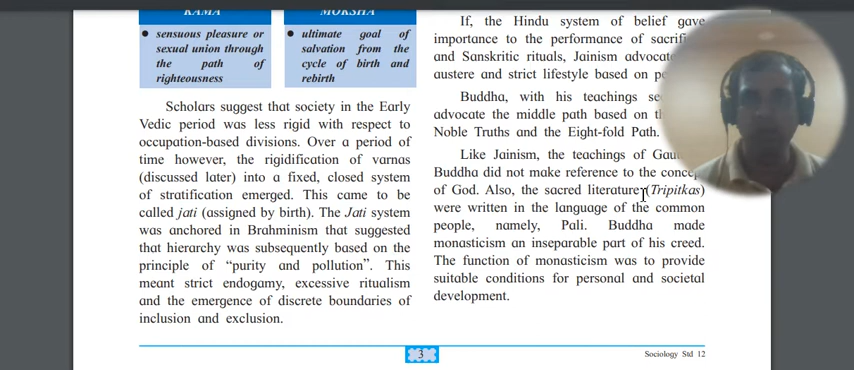 KAMA
sensuous pleasure or
sexual union through
the path of
righteousness
MOKSHA
ultimate goal of
salvation from the
cycle of birth and
rebirth
Scholars suggest that society in the Early
Vedic period was less rigid with respect to
occupation-based divisions. Over a period of
time however, the rigidification of varnas
(discussed later) into a fixed, closed system
of stratification emerged. This came to be
called jati (assigned by birth). The Jati system
was anchored in Brahminism that suggested
that hierarchy was subsequently based on the
principle of “purity and pollution”. This
meant strict endogamy, excessive ritualism
and the emergence of discrete boundaries of
inclusion and exclusion.
If, the Hindu system of belief gave
importance to the performance of
and Sanskritic rituals, Jainism
austere and strict lifestyle based on
Buddha, with his teachings
advocate the middle path based on
Noble Truths and the Eight-fold Path.
Like Jainism, the teachings of
Buddha did not make reference to the
of God. Also, the sacred literature (Tripitkas)
were written in the language of the common
people, namely, Pali. Buddha made
monasticism an inseparable part of his creed.
The function of monasticism was to provide
suitable conditions for personal and societal
development.
3
Sociology Std 12